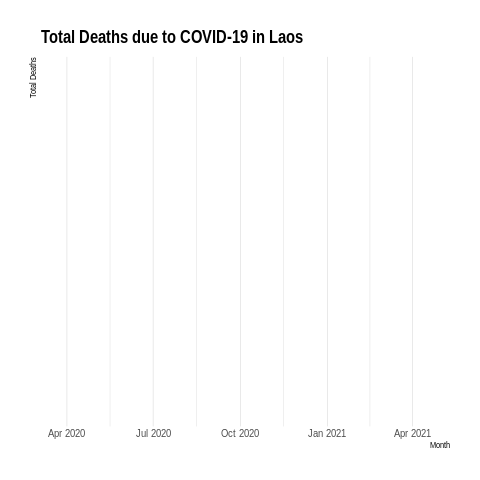 Total Deaths due to COVID-19 in Laos
Total Deaths
Apr 2020 Jul 2020 Oct 2020 Jan 2021 Apr 2021
Month